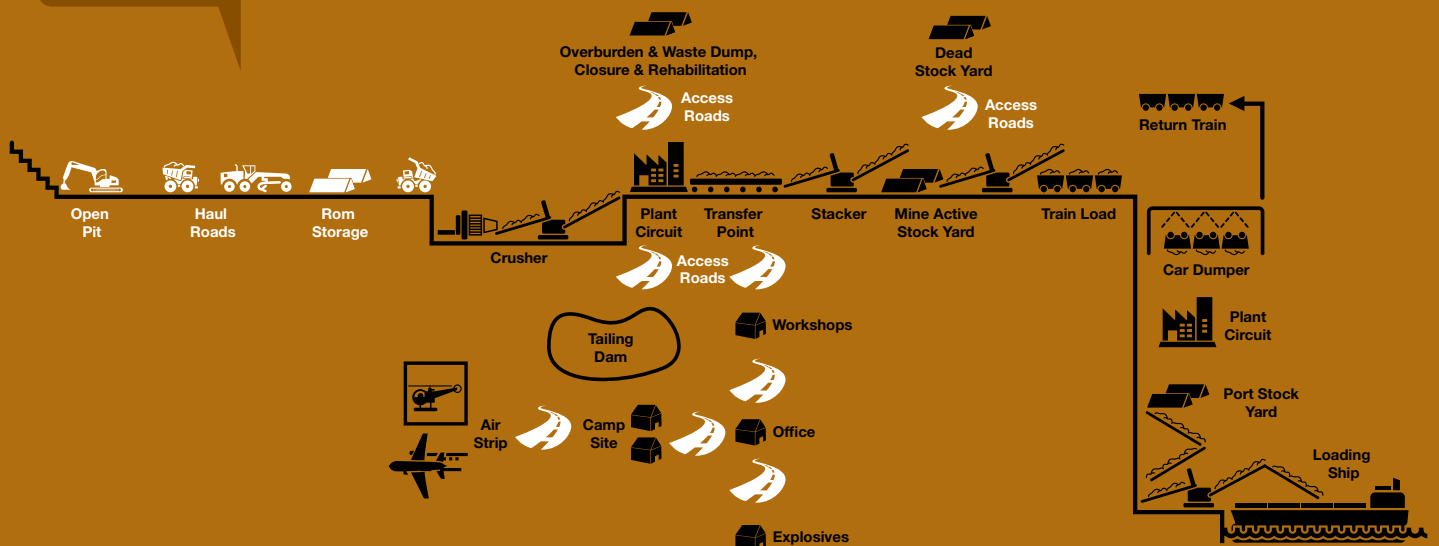 Overburden & Waste Dump,
Closure & Rehabilitation
Dead
Stock Yard
Access
Roads
Access
Roads
Return Train
Open
Pit
Haul
Roads
Rom
Storage
Crusher
Plant
Circuit
Transfer
Point
Stacker
Mine Active
Stock Yard
Train Load
Access
Roads
Car Dumper
Plant
Circuit
Workshops
Tailing
Dam
Port Stock
Yard
Air
Strip
Camp
Site
Office
Loading
Ship
Explosives